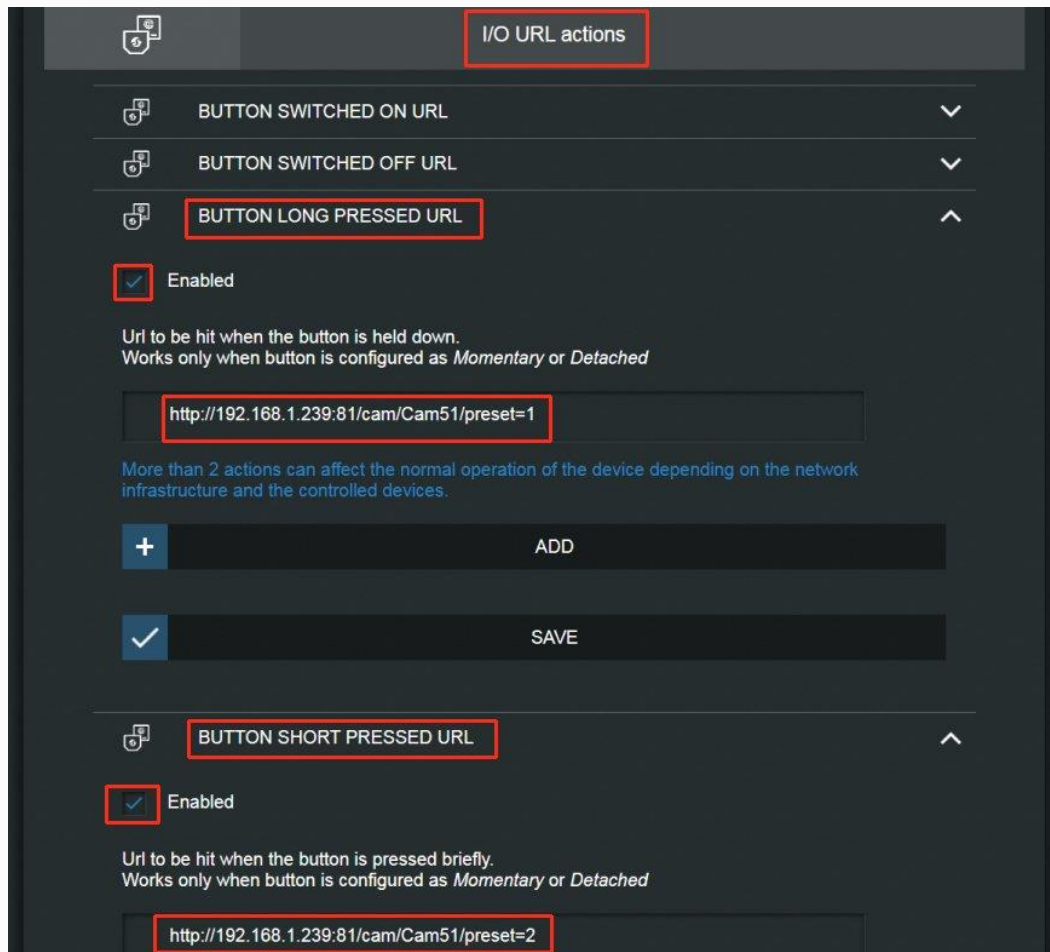 I/O URL actions
BUTTON SWITCHED ON URL
BUTTON SWITCHED OFF URL
BUTTON LONG PRESSED URL
Enabled
Url to be hit when the button is held down.
Works only when button is configured as Momentary or Detached
http://192.168.1.239:81/cam/Cam51/preset=1
More than 2 actions can affect the normal operation of the device depending on the network
infrastructure and the controlled devices.
ADD
SAVE
BUTTON SHORT PRESSED URL
Enabled
Url to be hit when the button is pressed briefly.
Works only when button is configured as Momentary or Detached
http://192.168.1.239:81/cam/Cam51/preset=2